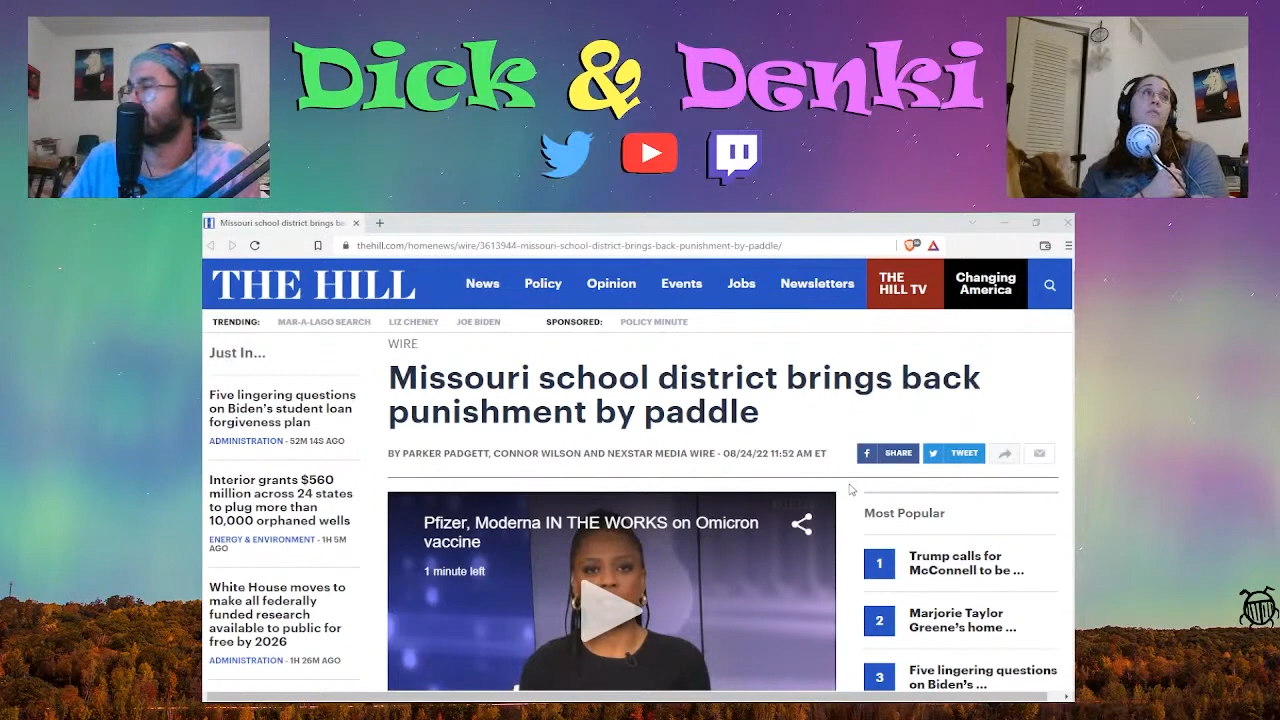 Dick & Denki
Missouri school district brings ba
thehill.com/homenews/wire/3613944-missouri-school-district-brings-back-punishment-by-paddle/
THE HILL
News
Policy
Opinion
Events
Jobs
Newsletters
THE
HILL TV
Changing
America
TRENDING:
MAR-A-LAGO SEARCH
LIZ CHENEY
JOE BIDEN
SPONSORED:
POLICY MINUTE
Just In...
Five lingering questions
on Biden's student loan
forgiveness plan
ADMINISTRATION - 52M 14S AGO
Interior grants $560
million across 24 states
to plug more than
10,000 orphaned wells
ENERGY & ENVIRONMENT - 1H 5M
AGO
White House moves to
make all federally
funded research
available to public for
free by 2026
ADMINISTRATION - 1H 26M AGO
WIRE
Missouri school district brings back
punishment by paddle
BY PARKER PADGETT, CONNOR WILSON AND NEXSTAR MEDIA WIRE - 08/24/22 11:52 AM ET
SHARE
TWEET
Pfizer, Moderna IN THE WORKS on Omicron
vaccine
1 minute left
Most Popular
1
Trump calls for
McConnell to be ...
2
Marjorie Taylor
Greene's home ...
3
Five lingering questions
on Biden's ...